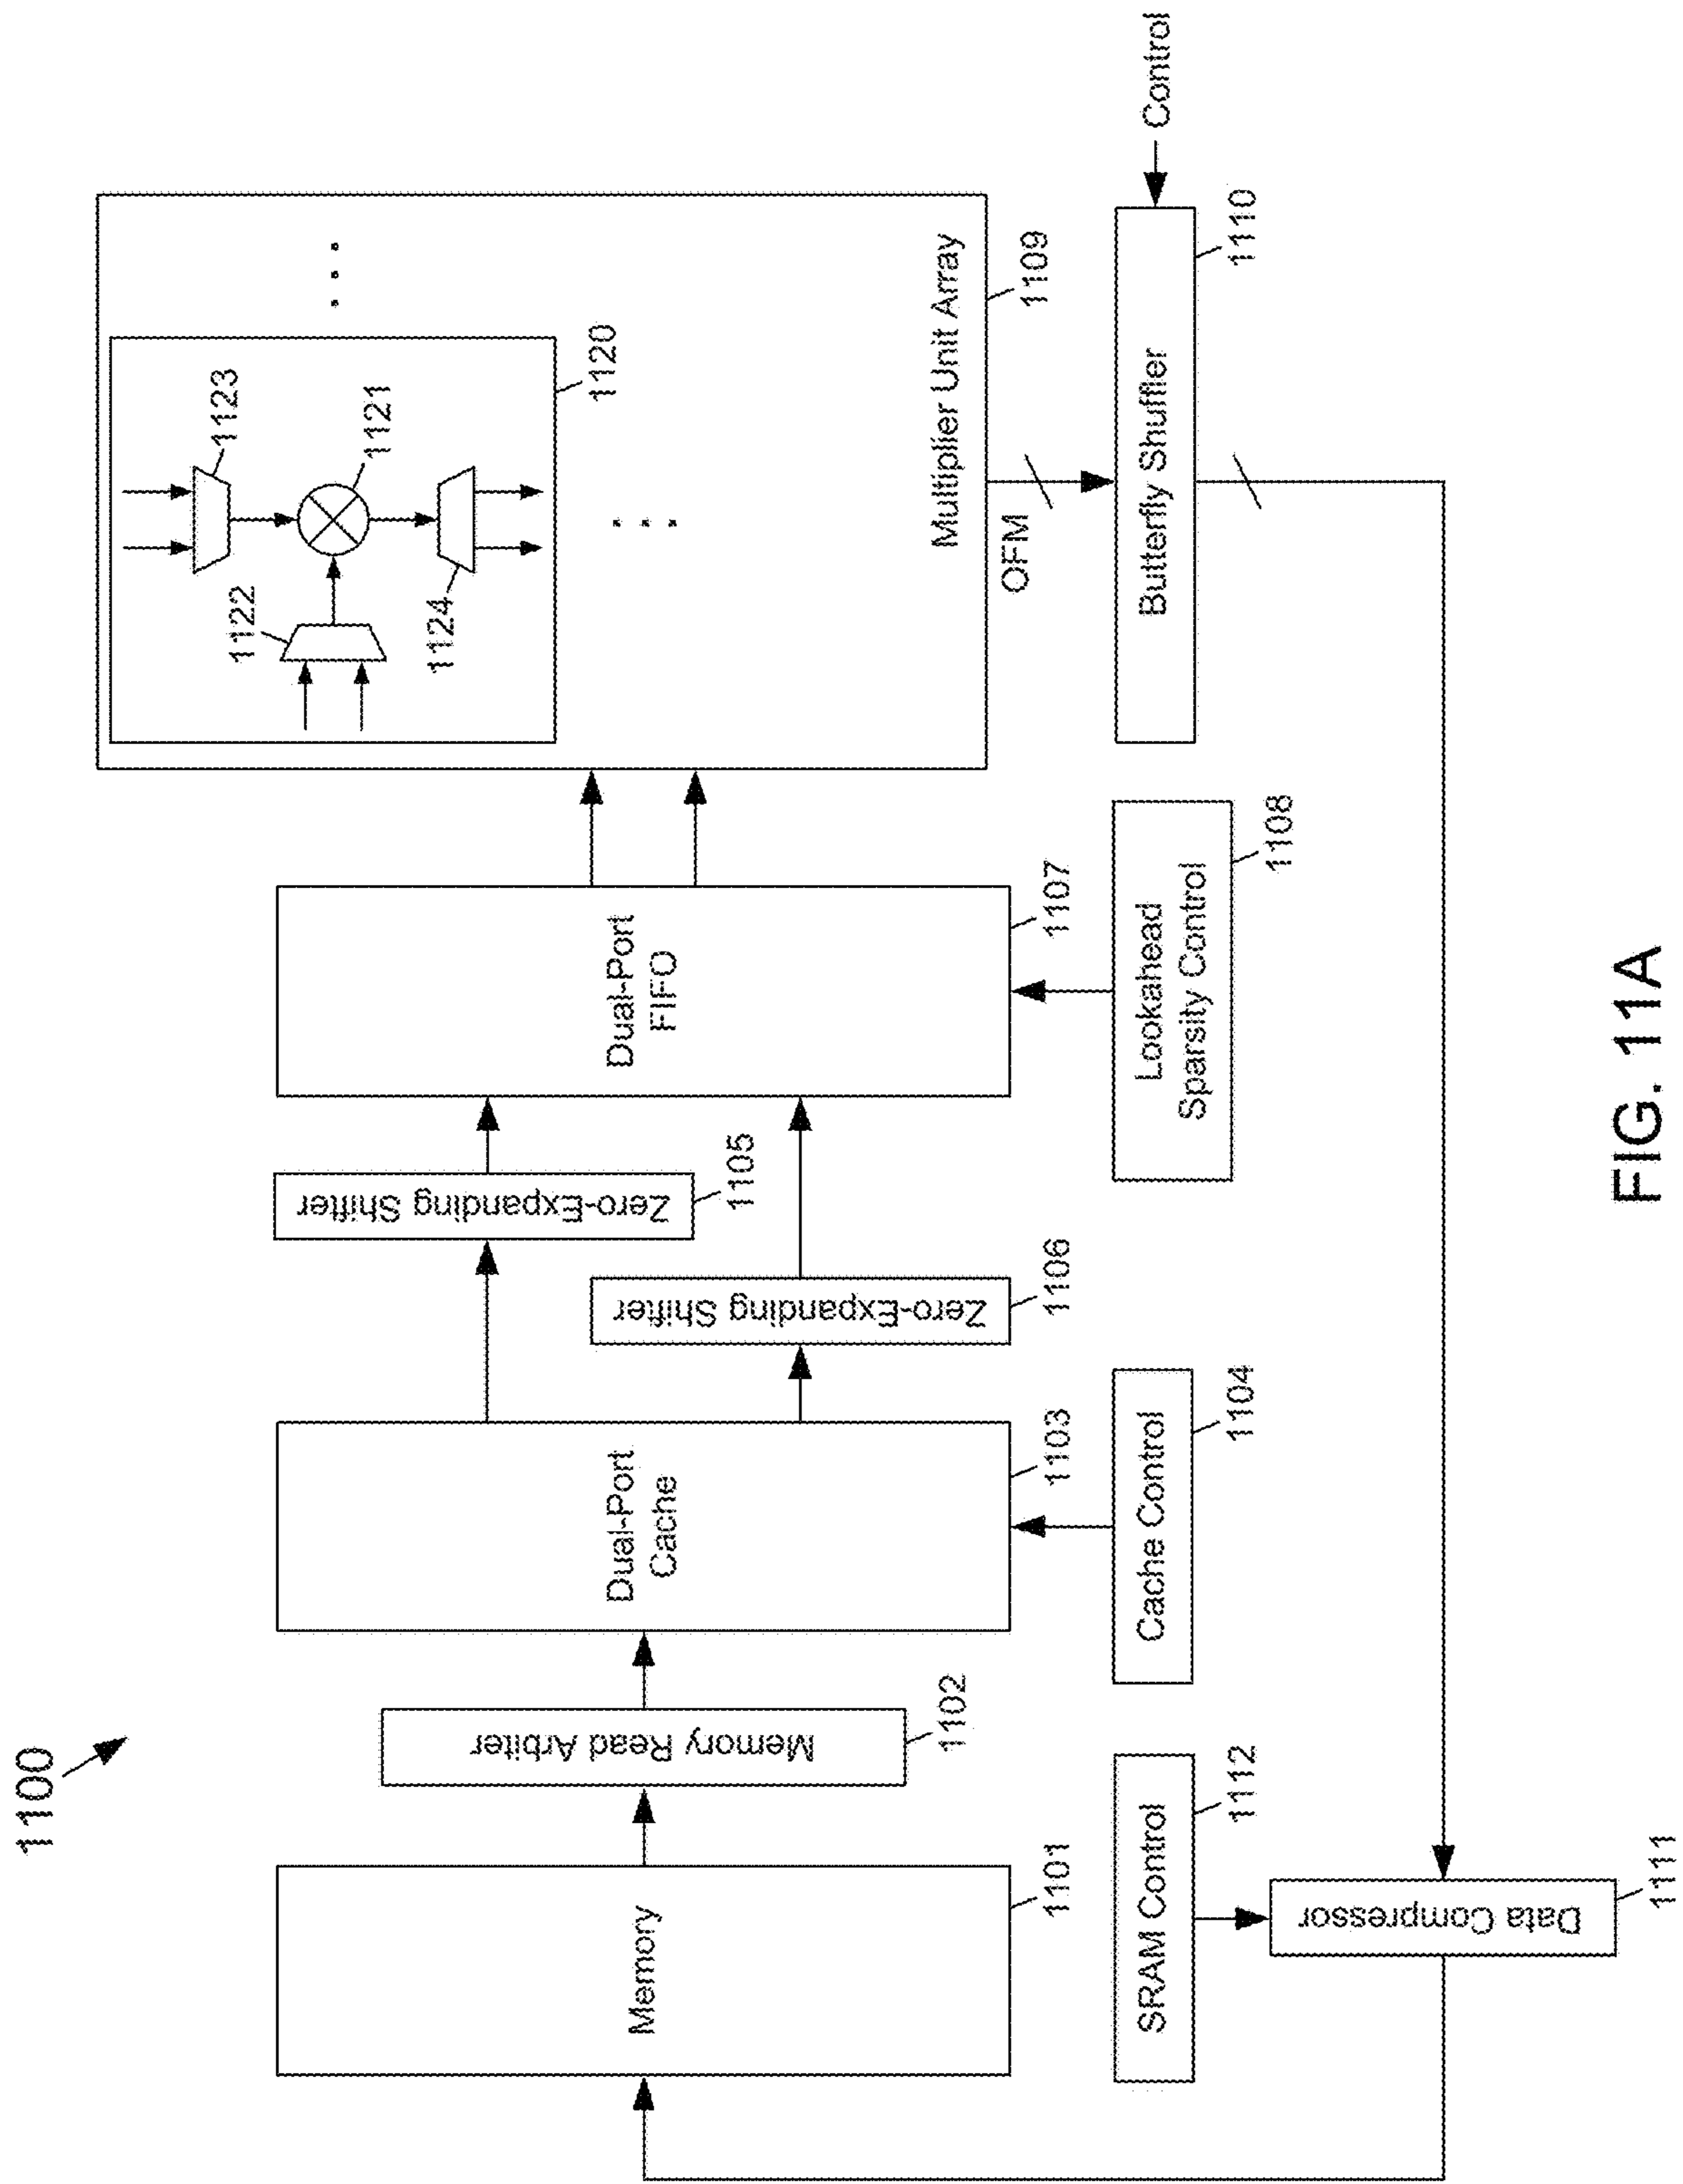 1100
Memory
1101
Memory Read Arbiter
1102
Dual-Port
Cache
1103
Cache Control
1104
Zero-Expanding Shifter
1105
Zero-Expanding Shifter
1106
Dual-Port
FIFO
1107
Lookahead
Sparsity Control
1108
1122
1123
1121
1124
1120
Multiplier Unit Array
1109
OFM
Butterfly Shuffler
1110
Control
SRAM Control
1112
Data Compressor
1111
FIG. 11A